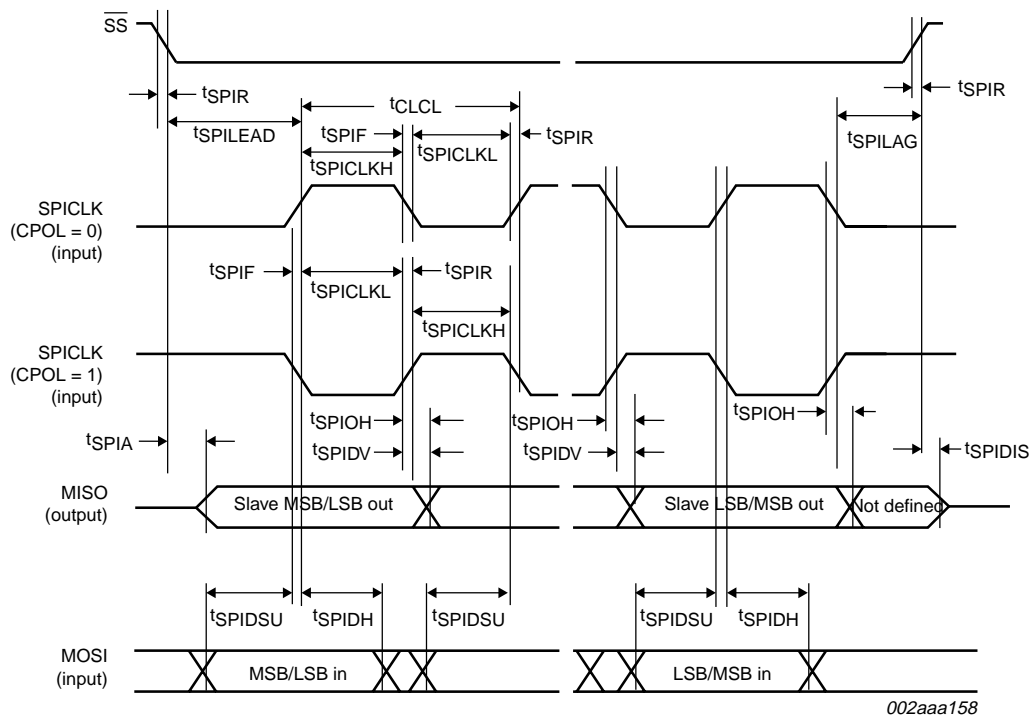 SS
tSPIR
tSPIR
tCLCL
tSPILEAD
tSPIF
tSPICLKL
tSPIR
tSPILAG
tSPICLKH
SPICLK
(CPOL = 0)
(input)
tSPIF
tSPICLKL
tSPIR
tSPICLKH
SPICLK
(CPOL = 1)
(input)
tSPIOH
tSPIOH
tSPIOH
tSPIA
tSPIDV
tSPIDV
tSPIDIS
MISO
(output)
Slave MSB/LSB out
Slave LSB/MSB out
Not defined
tSPIDSU
tSPIDH
tSPIDSU
tSPIDSU
tSPIDH
MOSI
(input)
MSB/LSB in
LSB/MSB in
002aaa158